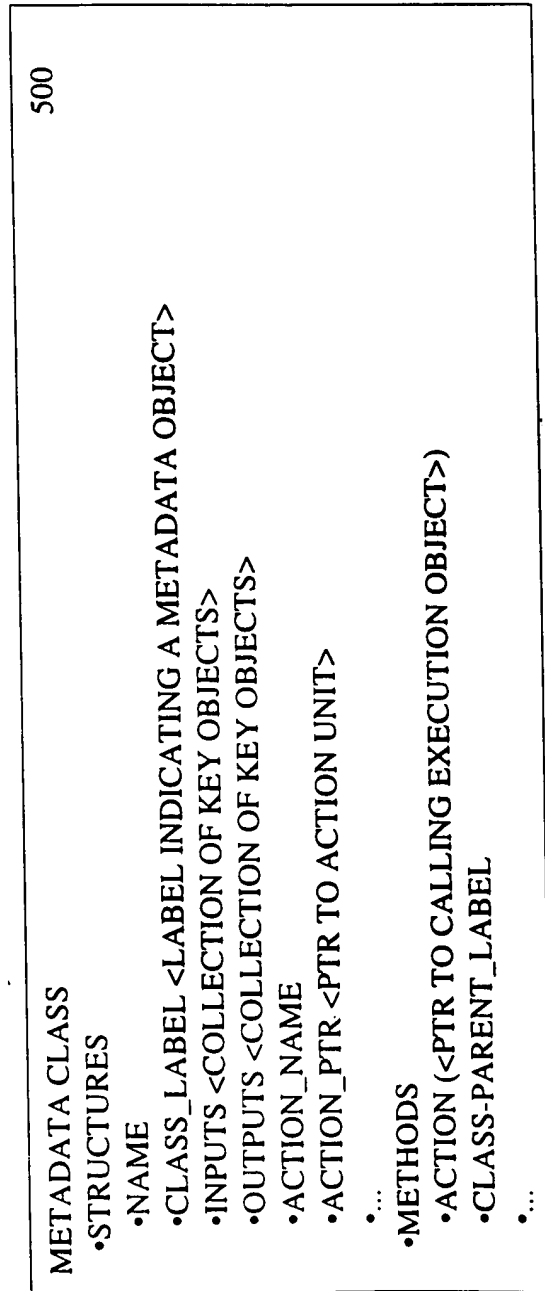 METADATA CLASS 500
•STRUCTURES
•NAME
•CLASS_LABEL <LABEL INDICATING A METADATA OBJECT>
•INPUTS <COLLECTION OF KEY OBJECTS>
•OUTPUTS <COLLECTION OF KEY OBJECTS>
•ACTION_NAME
•ACTION_PTR <PTR TO ACTION UNIT>
•...
•METHODS
•ACTION (<PTR TO CALLING EXECUTION OBJECT>)
•CLASS-PARENT_LABEL
•...